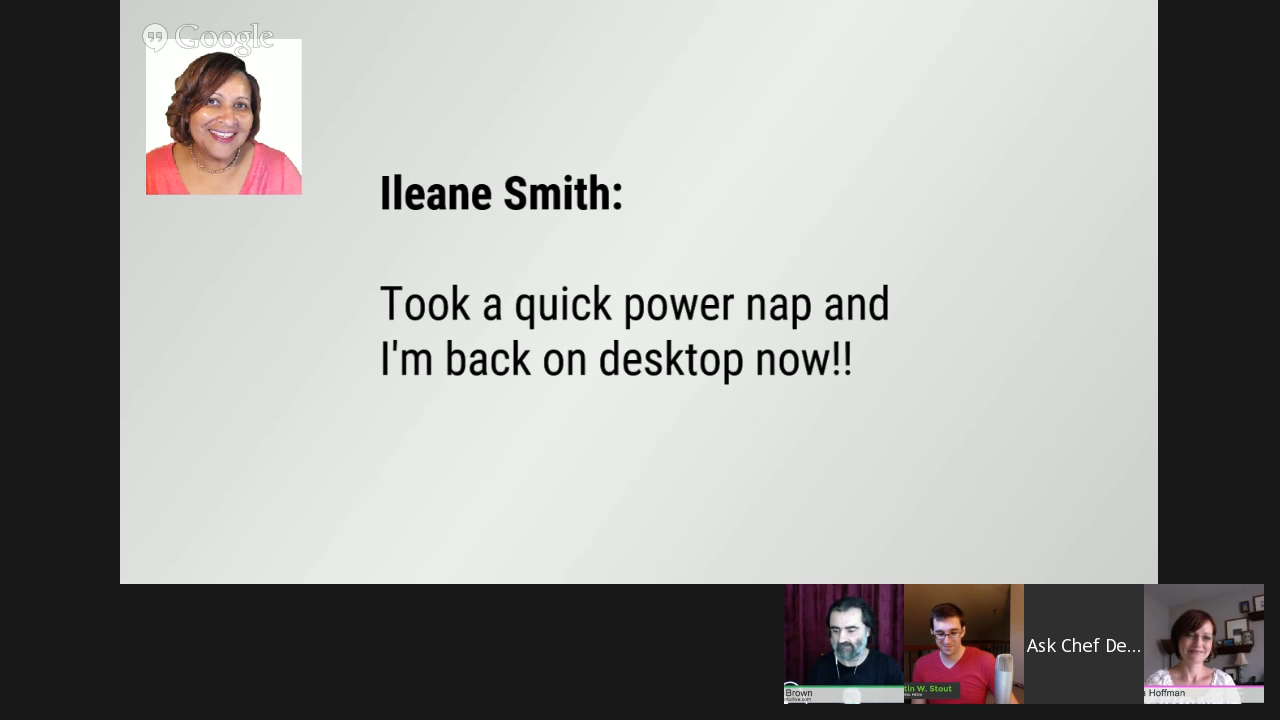 Google
Ileane Smith:
Took a quick power nap and
I'm back on desktop now!!
Ask Chef De...
Brown
tin W. Stout
Hoffman